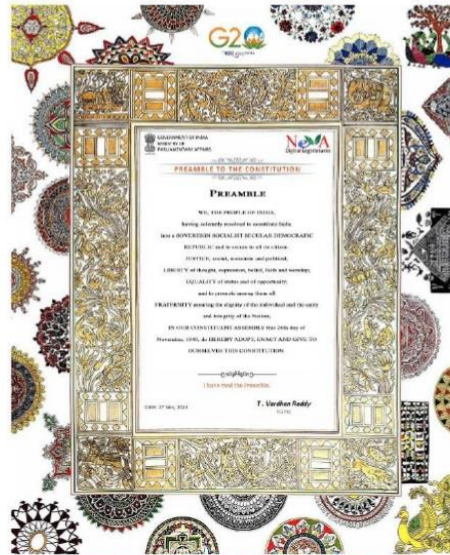 G20
GOVERNMENT OF INDIA
MINISTRY OF
PARLIAMENTARY AFFAIRS
NeVA
Digital Legislatures
PREAMBLE TO THE CONSTITUTION
PREAMBLE
WE, THE PEOPLE OF INDIA,
having solemnly resolved to constitute India
into a SOVEREIGN SOCIALIST SECULAR DEMOCRATIC
REPUBLIC and to secure to all its citizens
JUSTICE, social, economic and political;
LIBERTY of thought, expression, belief, faith and worship;
EQUALITY of status and of opportunity;
and to promote among them all
FRATERNITY assuring the dignity of the individual and the unity
and integrity of the Nation;
IN OUR CONSTITUENT ASSEMBLY this 26th day of
November, 1949, do HEREBY ADOPT, ENACT AND GIVE TO
OURSELVES THIS CONSTITUTION
I have read the Preamble.
T. Vardhan Reddy